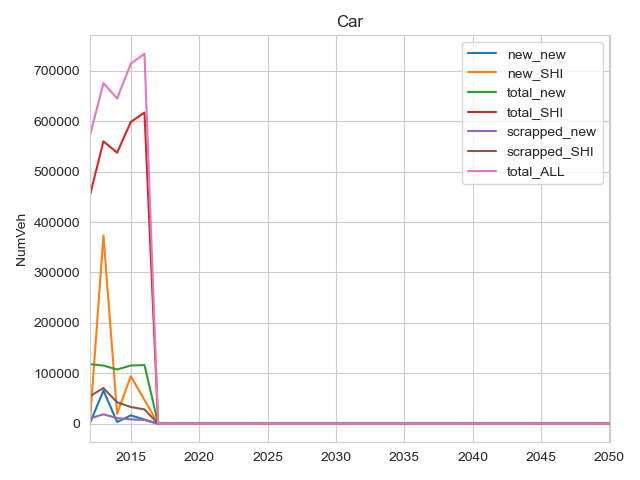 Car
NumVeh
700000
600000
500000
400000
300000
200000
100000
0
2015
2020
2025
2030
2035
2040
2045
2050
new_new
new_SHI
total_new
total_SHI
scrapped_new
scrapped_SHI
total_ALL